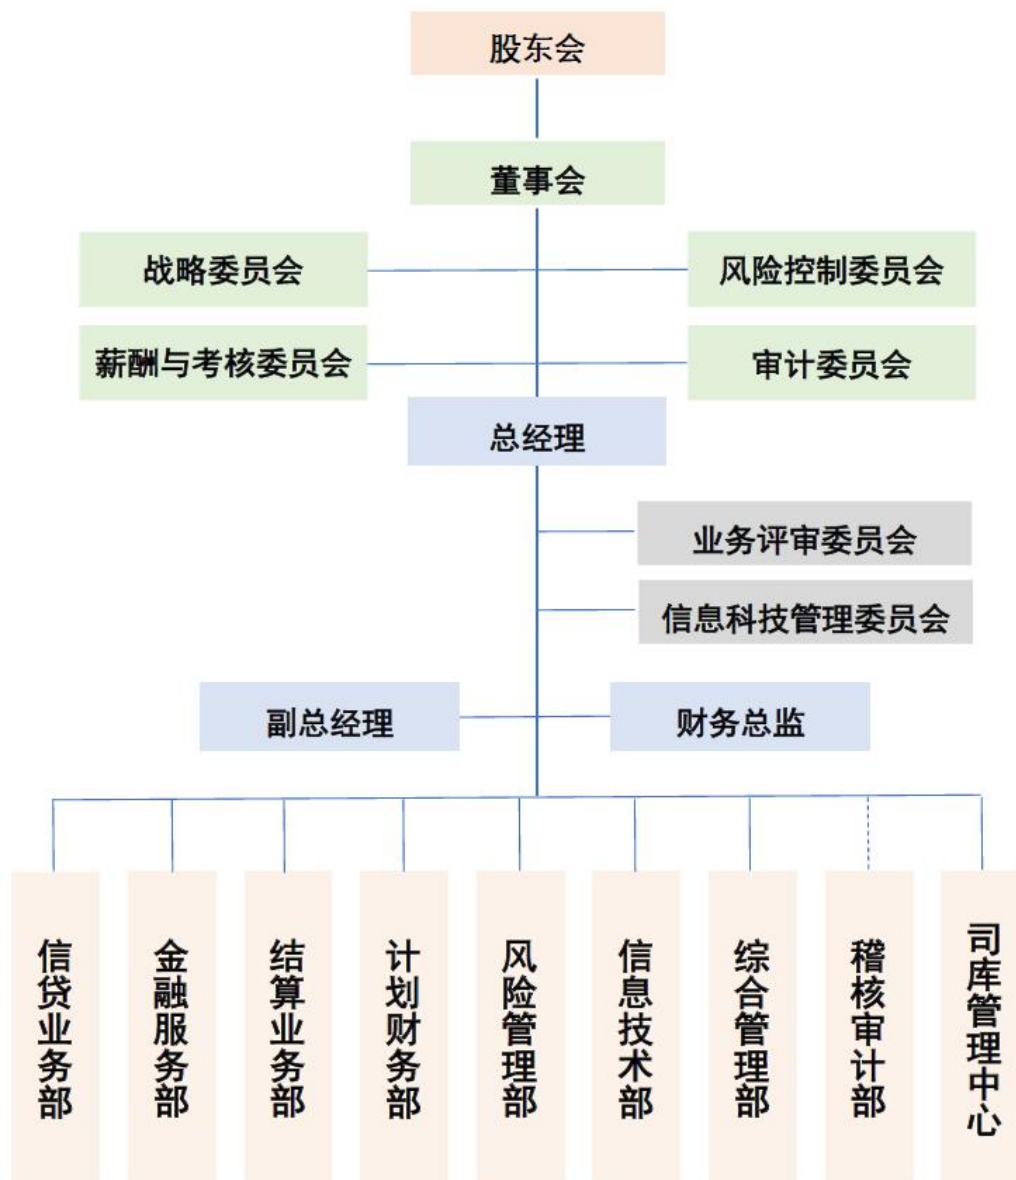 股东会
董事会
战略委员会
风险控制委员会
薪酬与考核委员会
审计委员会
总经理
业务评审委员会
信息科技管理委员会
副总经理
财务总监
信贷业务部
金融服务部
结算业务部
计划财务部
风险管理部
信息技术部
综合管理部
稽核审计部
司库管理中心